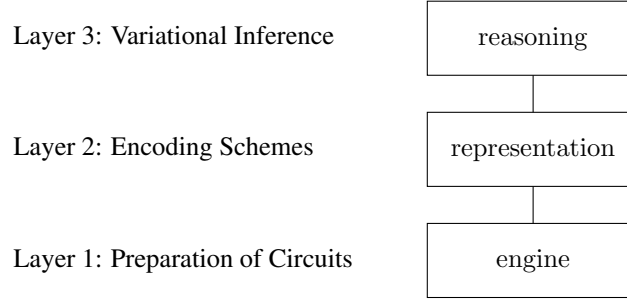 Layer 3: Variational Inference
reasoning
Layer 2: Encoding Schemes
representation
Layer 1: Preparation of Circuits
engine